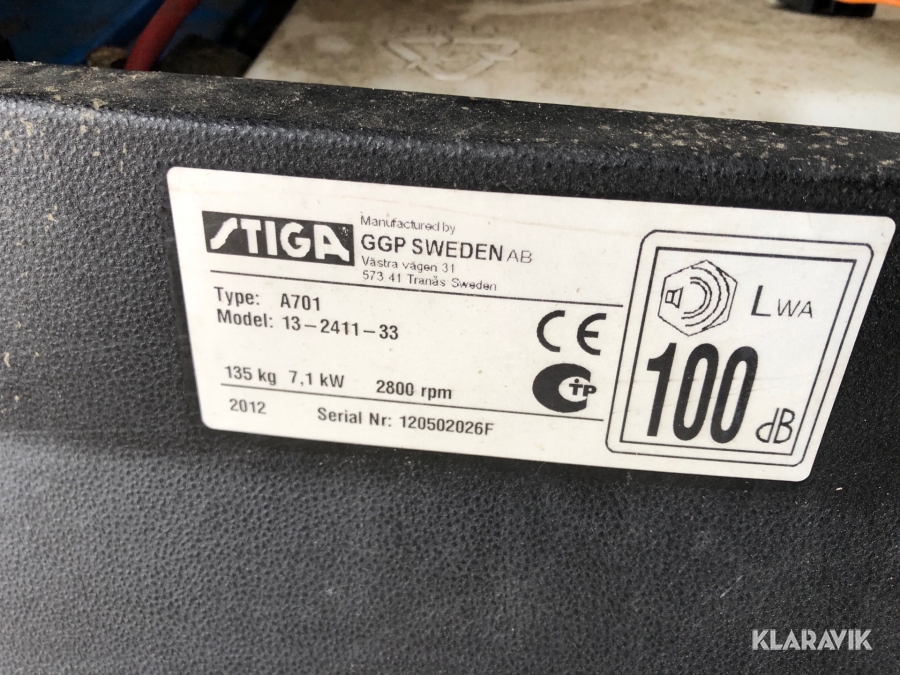 STIGA
Manufactured by
GGP SWEDEN AB
Västra vägen 31
573 41 Tranås Sweden
Type: A701
Model: 13-2411-33
135 kg 7,1 kW 2800 rpm
2012 Serial Nr: 120502026F
CE
LWA
100 dB
KLARAVIK